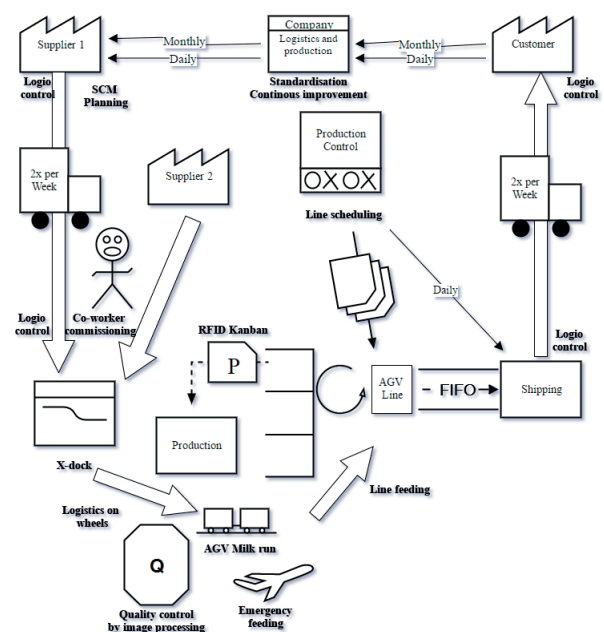 Company
Supplier 1
Monthly
Daily
Logistics and
production
Monthly
Daily
Customer
Logio
control
SCM
Planning
Standardisation
Continous improvement
Logio
control
Production
Control
2x per
Week
Supplier 2
2x per
Week
Line scheduling
Daily
Logio
control
Co-worker
commissioning
RFID Kanban
Logio
control
P
AGV
Line
FIFO
Shipping
Production
X-dock
Line feeding
Logistics on
wheels
AGV Milk run
Q
Quality control
by image processing
Emergency
feeding